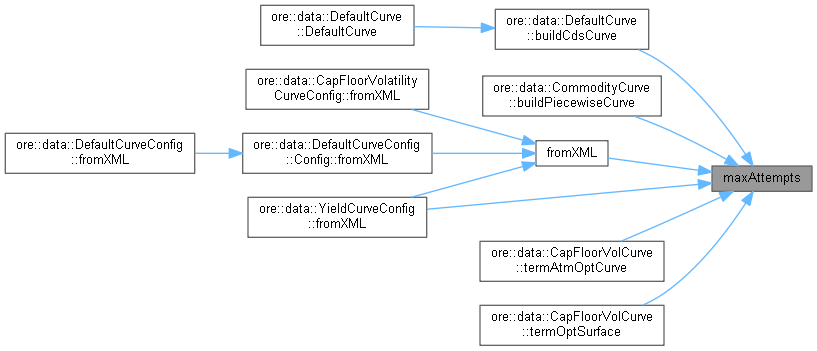 ore::data::DefaultCurve
::DefaultCurve
ore::data::DefaultCurve
::buildCdsCurve
ore::data::CapFloorVolatility
CurveConfig::fromXML
ore::data::CommodityCurve
::buildPiecewiseCurve
ore::data::DefaultCurveConfig
::fromXML
ore::data::DefaultCurveConfig
::Config::fromXML
fromXML
maxAttempts
ore::data::YieldCurveConfig
::fromXML
ore::data::CapFloorVolCurve
::termAtmOptCurve
ore::data::CapFloorVolCurve
::termOptSurface